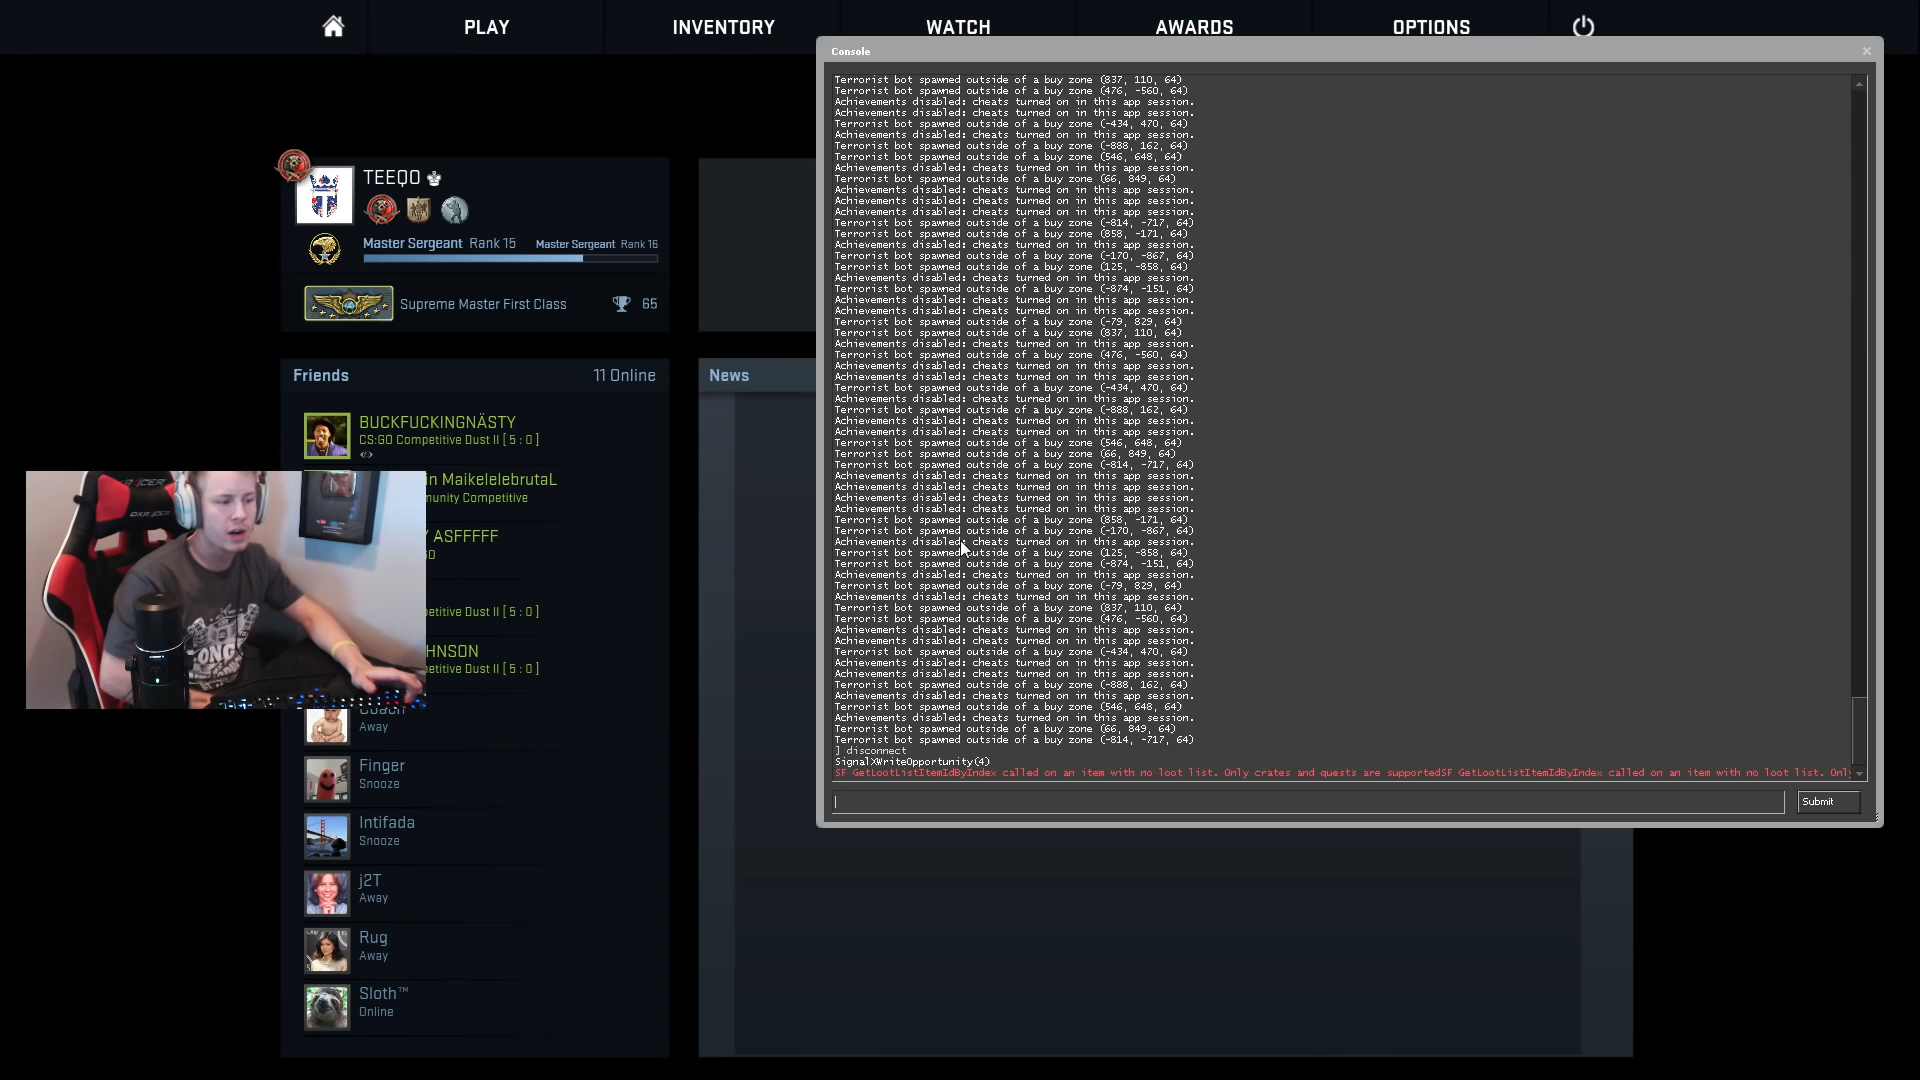 PLAY
INVENTORY
WATCH
AWARDS
OPTIONS
TEEQO
Master Sergeant Rank 15
Master Sergeant Rank 16
Supreme Master First Class
65
Friends
11 Online
BUCKFUCKINGNÄSTY
CS:GO Competitive Dust II [ 5 : 0 ]
in MaikelelebrutaL
munity Competitive
ASFFFFF
petitive Dust II [ 5 : 0 ]
HNSON
petitive Dust II [ 5 : 0 ]
Coach
Away
Finger
Snooze
Intifada
Snooze
j2T
Away
Rug
Away
Sloth™
Online
News
Console
Terrorist bot spawned outside of a buy zone (837, 110, 64)
Terrorist bot spawned outside of a buy zone (476, -560, 64)
Achievements disabled: cheats turned on in this app session.
Achievements disabled: cheats turned on in this app session.
Terrorist bot spawned outside of a buy zone (-434, 470, 64)
Achievements disabled: cheats turned on in this app session.
Terrorist bot spawned outside of a buy zone (-888, 162, 64)
Terrorist bot spawned outside of a buy zone (546, 648, 64)
Achievements disabled: cheats turned on in this app session.
Terrorist bot spawned outside of a buy zone (66, 849, 64)
Achievements disabled: cheats turned on in this app session.
Achievements disabled: cheats turned on in this app session.
Achievements disabled: cheats turned on in this app session.
Terrorist bot spawned outside of a buy zone (-814, -717, 64)
Terrorist bot spawned outside of a buy zone (858, -171, 64)
Achievements disabled: cheats turned on in this app session.
Terrorist bot spawned outside of a buy zone (-170, -867, 64)
Terrorist bot spawned outside of a buy zone (125, -858, 64)
Achievements disabled: cheats turned on in this app session.
Terrorist bot spawned outside of a buy zone (-874, -151, 64)
Achievements disabled: cheats turned on in this app session.
Achievements disabled: cheats turned on in this app session.
Terrorist bot spawned outside of a buy zone (-79, 829, 64)
Terrorist bot spawned outside of a buy zone (837, 110, 64)
Achievements disabled: cheats turned on in this app session.
Terrorist bot spawned outside of a buy zone (476, -560, 64)
Achievements disabled: cheats turned on in this app session.
Achievements disabled: cheats turned on in this app session.
Terrorist bot spawned outside of a buy zone (-434, 470, 64)
Achievements disabled: cheats turned on in this app session.
Terrorist bot spawned outside of a buy zone (-888, 162, 64)
Achievements disabled: cheats turned on in this app session.
Achievements disabled: cheats turned on in this app session.
Terrorist bot spawned outside of a buy zone (546, 648, 64)
Terrorist bot spawned outside of a buy zone (66, 849, 64)
Terrorist bot spawned outside of a buy zone (-814, -717, 64)
Achievements disabled: cheats turned on in this app session.
Achievements disabled: cheats turned on in this app session.
Achievements disabled: cheats turned on in this app session.
Achievements disabled: cheats turned on in this app session.
Terrorist bot spawned outside of a buy zone (858, -171, 64)
Terrorist bot spawned outside of a buy zone (-170, -867, 64)
Achievements disabled: cheats turned on in this app session.
Terrorist bot spawned outside of a buy zone (125, -858, 64)
Terrorist bot spawned outside of a buy zone (-874, -151, 64)
Achievements disabled: cheats turned on in this app session.
Terrorist bot spawned outside of a buy zone (-79, 829, 64)
Achievements disabled: cheats turned on in this app session.
Terrorist bot spawned outside of a buy zone (837, 110, 64)
Terrorist bot spawned outside of a buy zone (476, -560, 64)
Achievements disabled: cheats turned on in this app session.
Achievements disabled: cheats turned on in this app session.
Terrorist bot spawned outside of a buy zone (-434, 470, 64)
Achievements disabled: cheats turned on in this app session.
Achievements disabled: cheats turned on in this app session.
Terrorist bot spawned outside of a buy zone (-888, 162, 64)
Achievements disabled: cheats turned on in this app session.
Terrorist bot spawned outside of a buy zone (546, 648, 64)
Achievements disabled: cheats turned on in this app session.
Terrorist bot spawned outside of a buy zone (66, 849, 64)
Terrorist bot spawned outside of a buy zone (-814, -717, 64)
] disconnect
SignalXWriteOpportunity(4)
SF GetLootListItemIdByIndex called on an item with no loot list. Only crates and quests are supportedSF GetLootListItemIdByIndex called on an item with no loot list. Onl
Submit